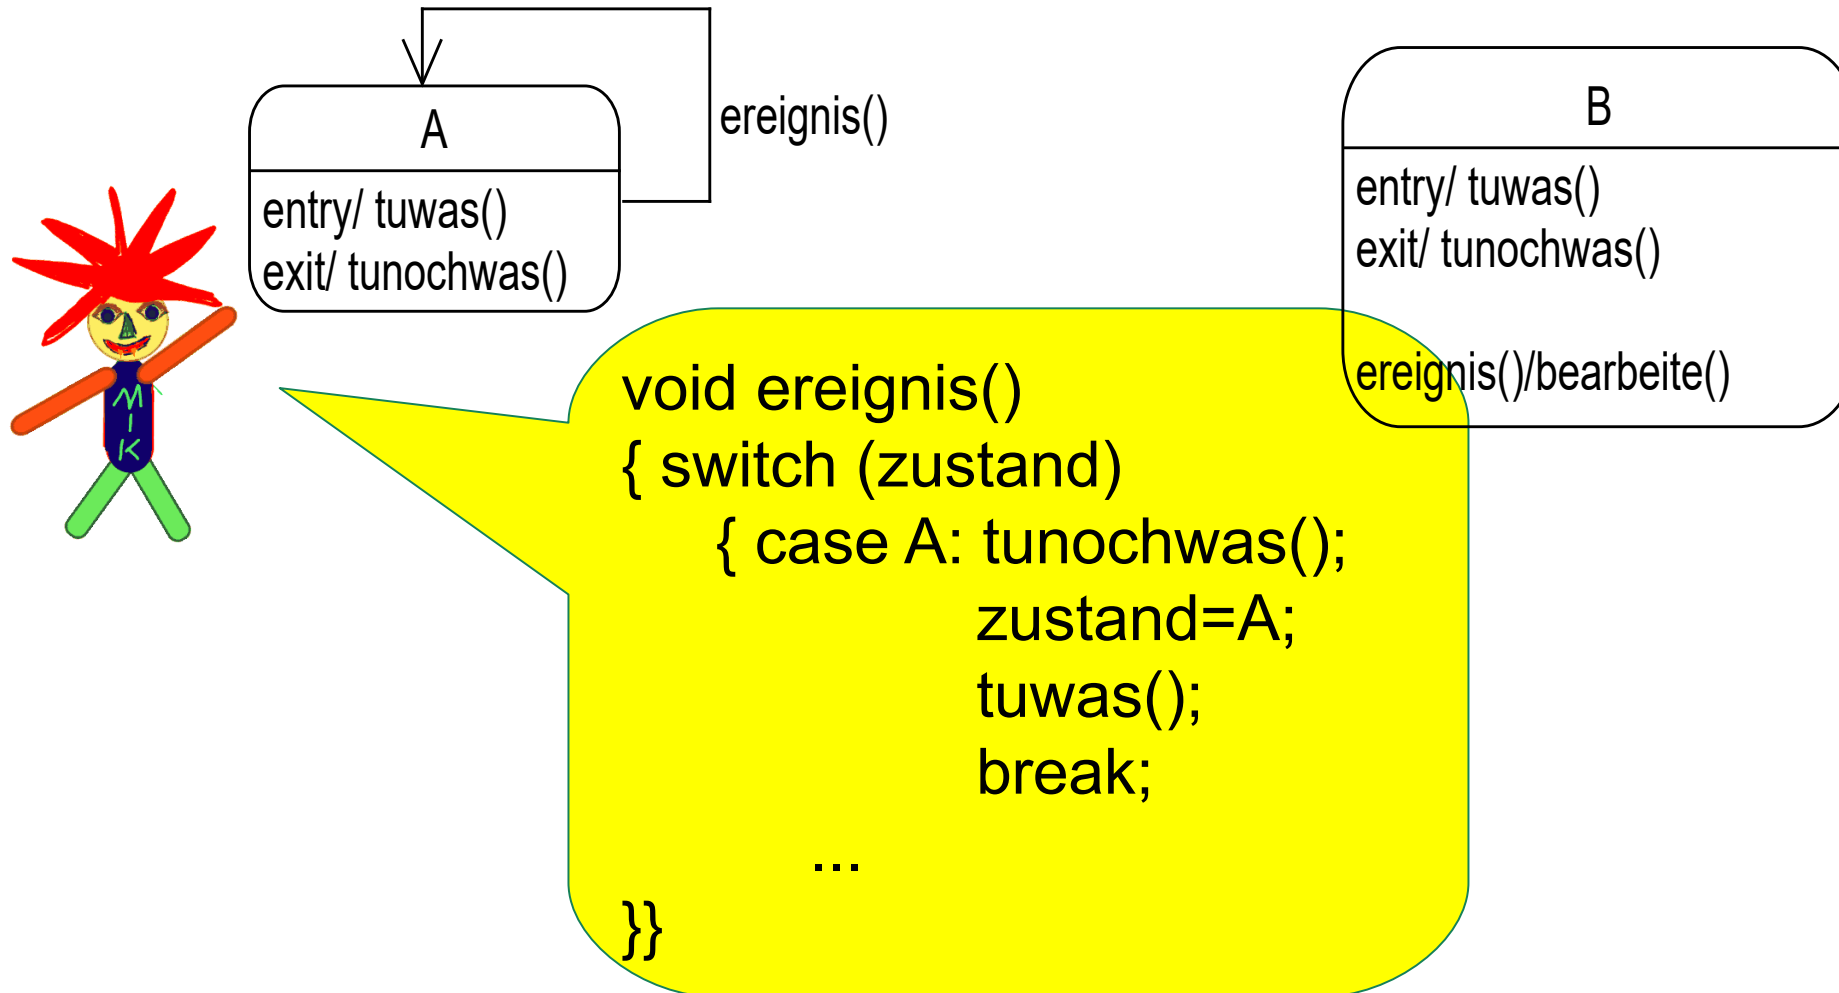 A
entry/ tuwas()
exit/ tunochwas()
ereignis()
B
entry/ tuwas()
exit/ tunochwas()
ereignis()/bearbeite()
MIK
void ereignis()
{ switch (zustand)
{ case A: tunochwas();
zustand=A;
tuwas();
break;
...
}}